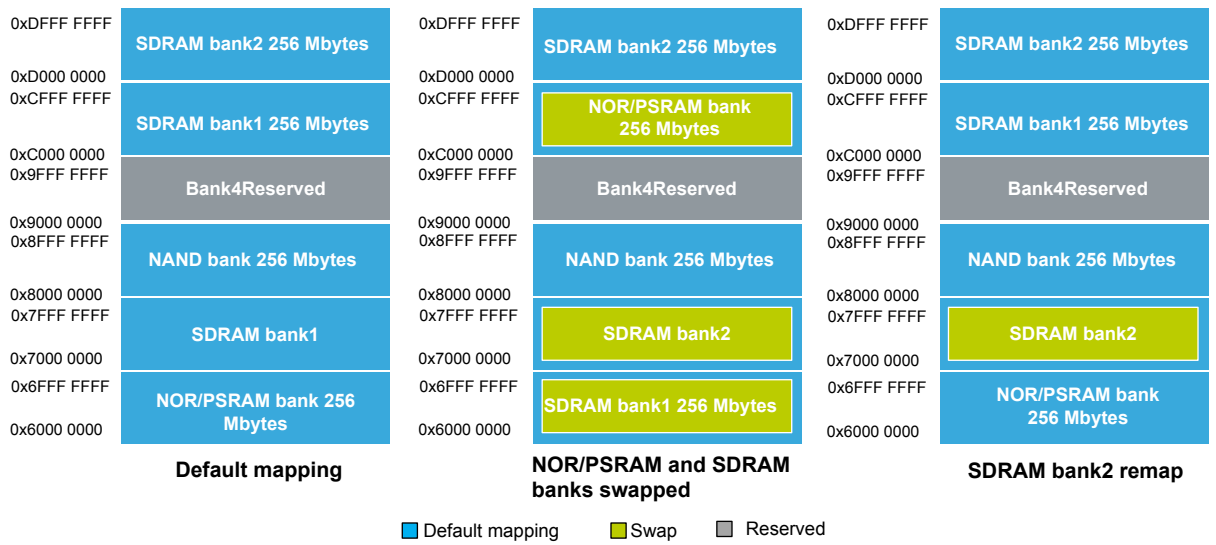 0xDFFF FFFF
SDRAM bank2 256 Mbytes
0xD000 0000
0xCFFF FFFF
SDRAM bank1 256 Mbytes
0xC000 0000
0x9FFF FFFF
Bank4Reserved
0x9000 0000
0x8FFF FFFF
NAND bank 256 Mbytes
0x8000 0000
0x7FFF FFFF
SDRAM bank1
0x7000 0000
0x6FFF FFFF
NOR/PSRAM bank 256
Mbytes
0x6000 0000
Default mapping
0xDFFF FFFF
SDRAM bank2 256 Mbytes
0xD000 0000
0xCFFF FFFF
NOR/PSRAM bank
256 Mbytes
0xC000 0000
0x9FFF FFFF
Bank4Reserved
0x9000 0000
0x8FFF FFFF
NAND bank 256 Mbytes
0x8000 0000
0x7FFF FFFF
SDRAM bank2
0x7000 0000
0x6FFF FFFF
SDRAM bank1 256 Mbytes
0x6000 0000
NOR/PSRAM and SDRAM
banks swapped
0xDFFF FFFF
SDRAM bank2 256 Mbytes
0xD000 0000
0xCFFF FFFF
SDRAM bank1 256 Mbytes
0xC000 0000
0x9FFF FFFF
Bank4Reserved
0x9000 0000
0x8FFF FFFF
NAND bank 256 Mbytes
0x8000 0000
0x7FFF FFFF
SDRAM bank2
0x7000 0000
0x6FFF FFFF
NOR/PSRAM bank
256 Mbytes
0x6000 0000
SDRAM bank2 remap
Default mapping
Swap
Reserved